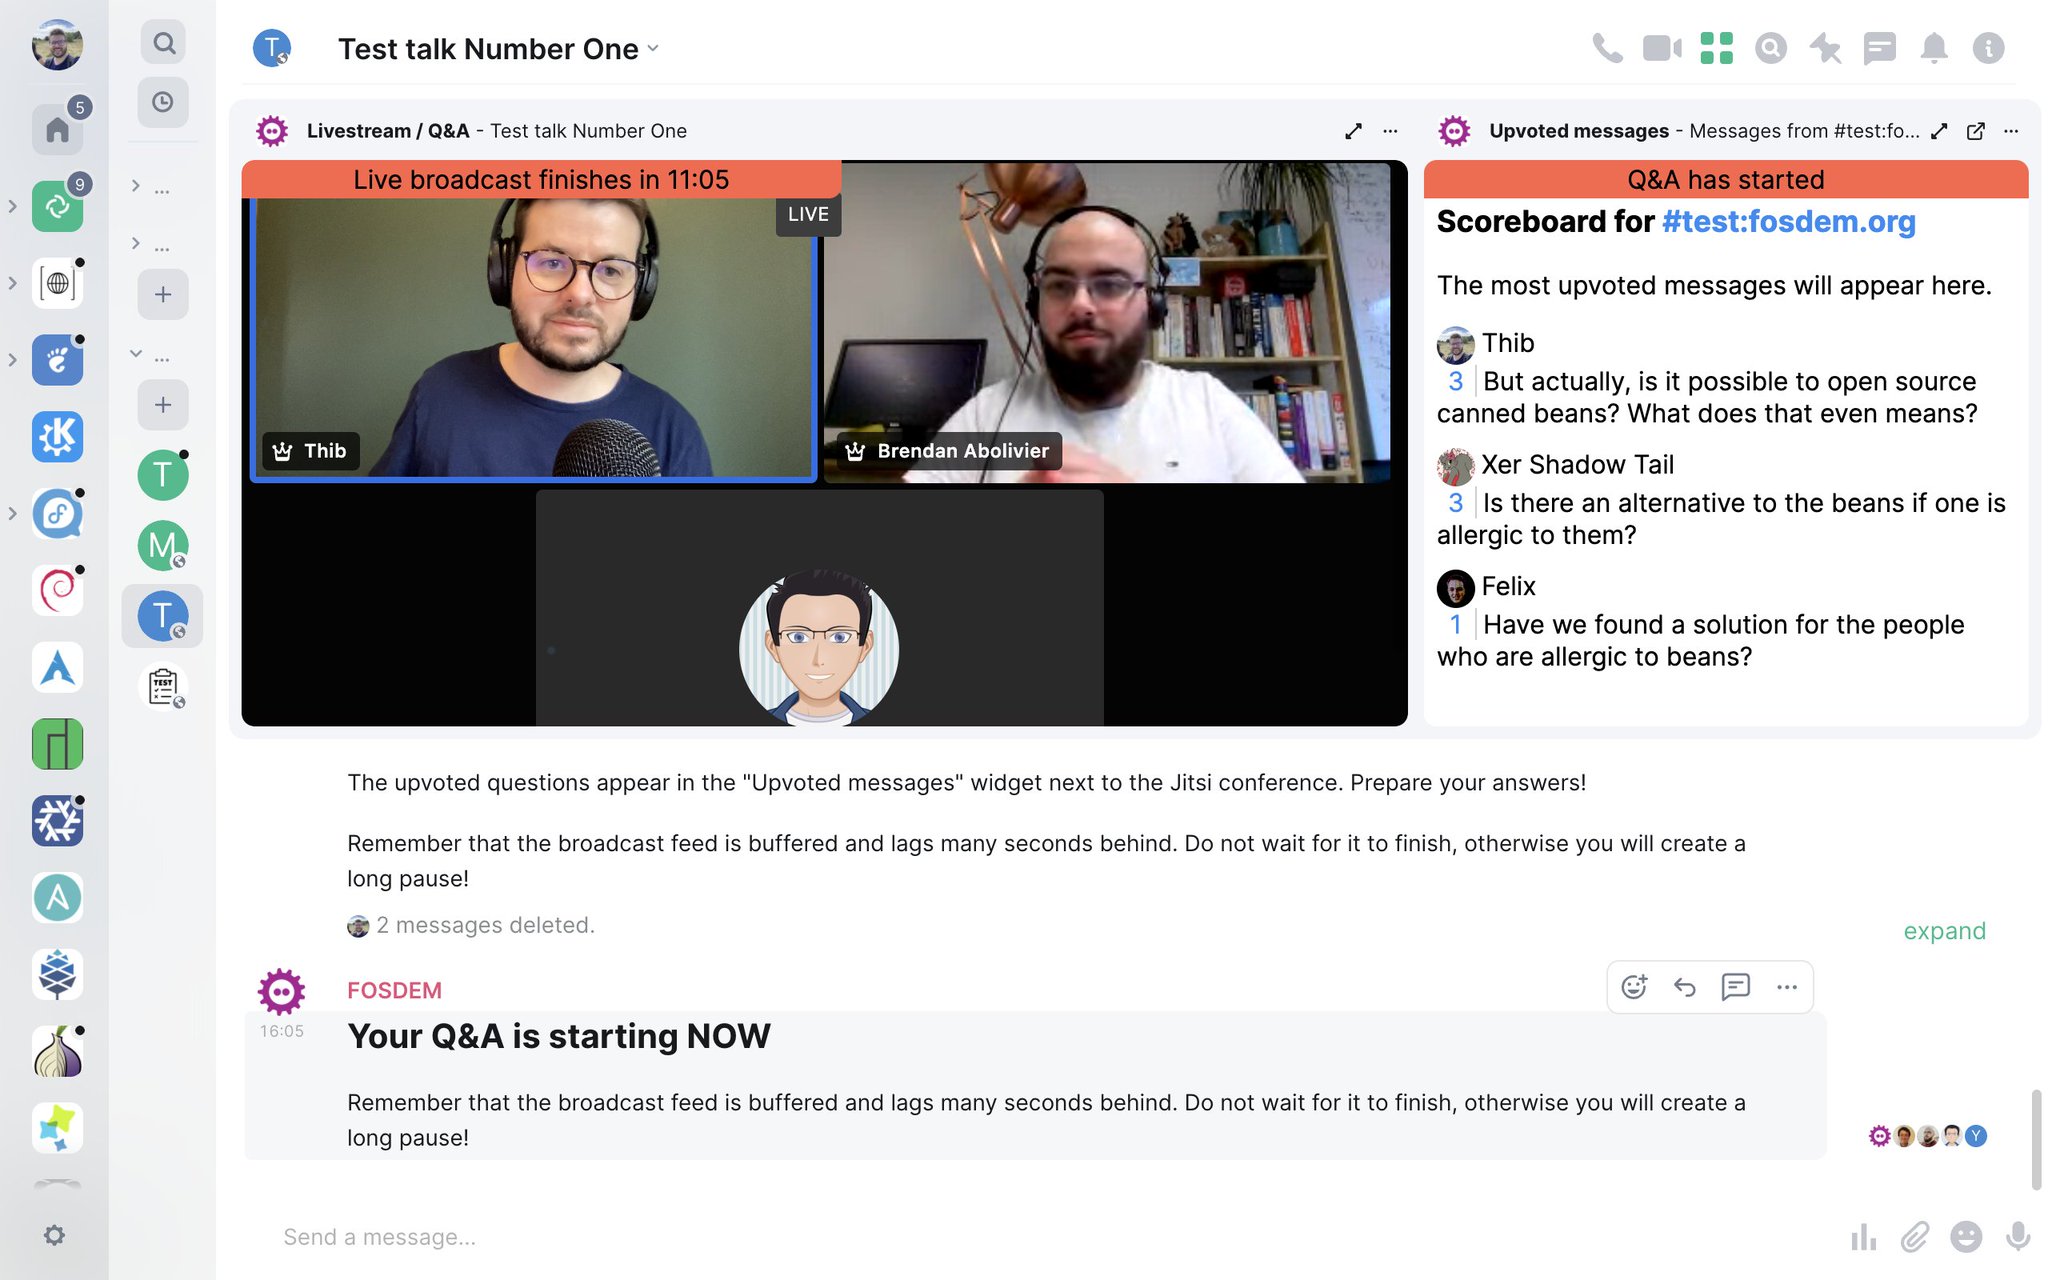 Test talk Number One
5
9
...
...
...
T
M
T
TEST
T
Livestream / Q&A - Test talk Number One
Live broadcast finishes in 11:05
LIVE
Thib
Brendan Abolivier
Upvoted messages - Messages from #test:fo...
Q&A has started
Scoreboard for #test:fosdem.org
The most upvoted messages will appear here.
Thib
3 But actually, is it possible to open source
canned beans? What does that even means?
Xer Shadow Tail
3 Is there an alternative to the beans if one is
allergic to them?
Felix
1 Have we found a solution for the people
who are allergic to beans?
The upvoted questions appear in the "Upvoted messages" widget next to the Jitsi conference. Prepare your answers!
Remember that the broadcast feed is buffered and lags many seconds behind. Do not wait for it to finish, otherwise you will create a
long pause!
2 messages deleted.
expand
FOSDEM
16:05
Your Q&A is starting NOW
Remember that the broadcast feed is buffered and lags many seconds behind. Do not wait for it to finish, otherwise you will create a
long pause!
Y
Send a message...